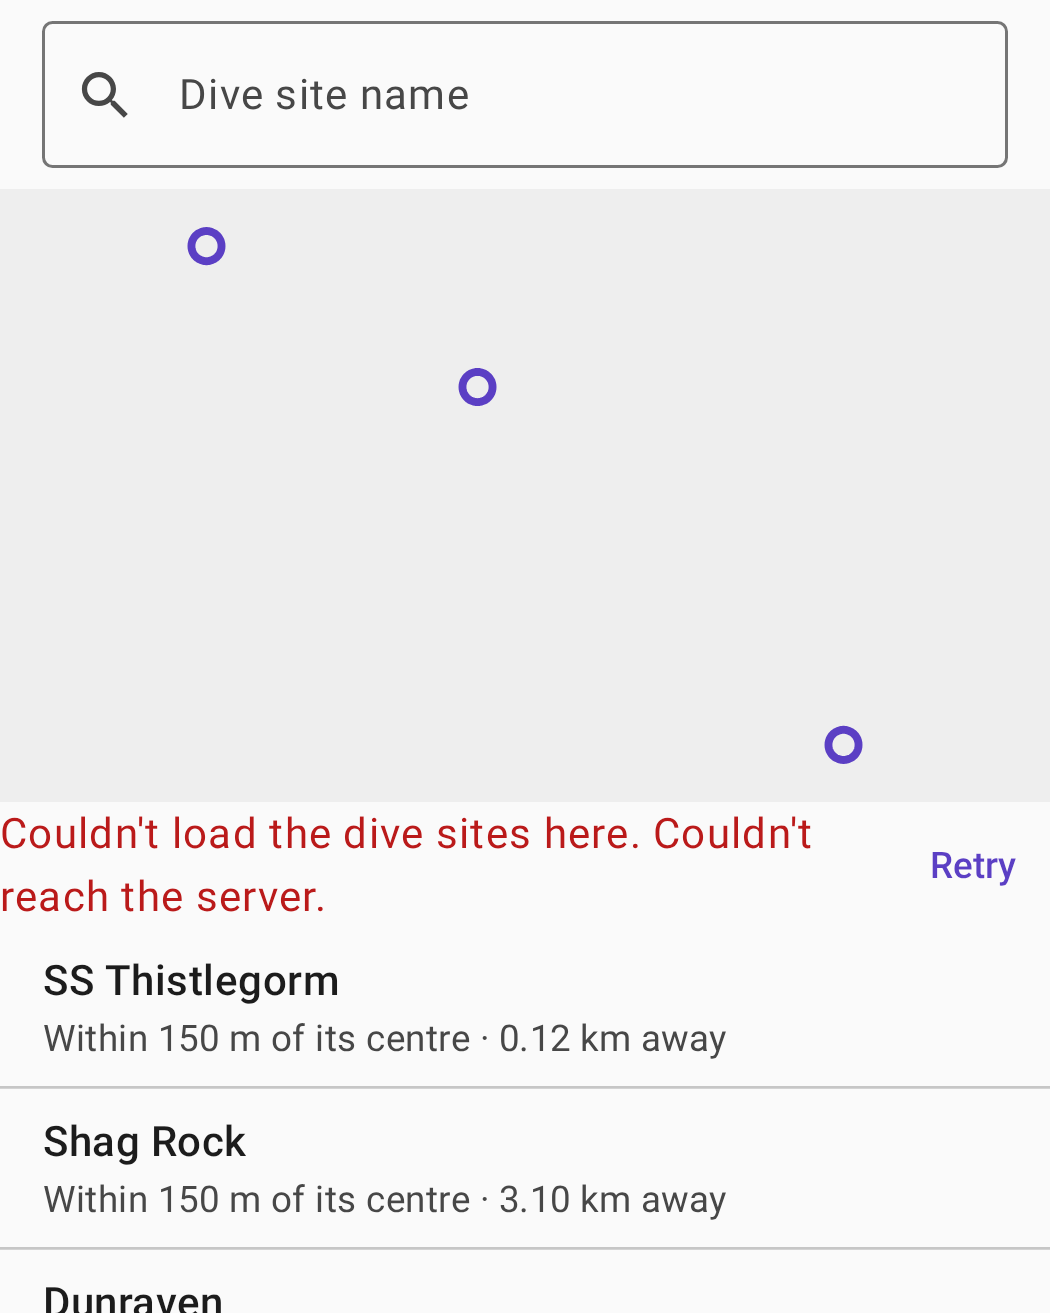 Dive site name
Couldn't load the dive sites here. Couldn't
reach the server.
Retry
SS Thistlegorm
Within 150 m of its centre · 0.12 km away
Shag Rock
Within 150 m of its centre · 3.10 km away
Dunraven